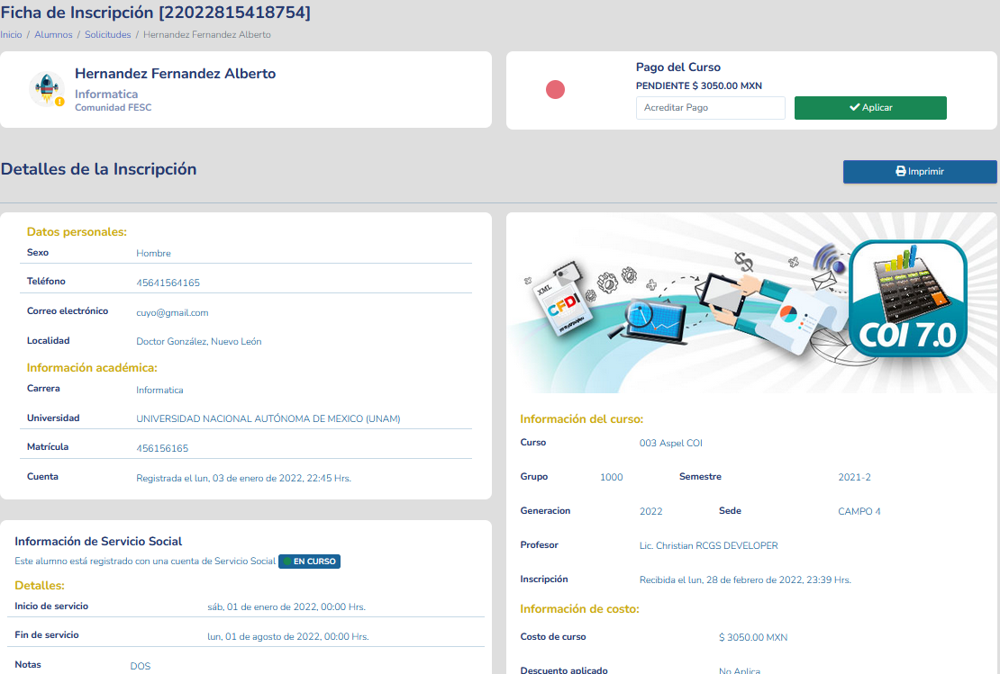 Ficha de Inscripción [22022815418754]
Inicio / Alumnos / Solicitudes / Hernandez Fernandez Alberto
Hernandez Fernandez Alberto
Informatica
Comunidad FESC
Pago del Curso
PENDIENTE $ 3050.00 MXN
Acreditar Pago
Aplicar
Detalles de la Inscripción
Imprimir
Datos personales:
Sexo Hombre
Teléfono 45641564165
Correo electrónico cuyo@gmail.com
Localidad Doctor González, Nuevo León
Información académica:
Carrera Informatica
Universidad UNIVERSIDAD NACIONAL AUTÓNOMA DE MEXICO (UNAM)
Matrícula 456156165
Cuenta Registrada el lun, 03 de enero de 2022, 22:45 Hrs.
Información de Servicio Social
Este alumno está registrado con una cuenta de Servicio Social EN CURSO
Detalles:
Inicio de servicio sáb, 01 de enero de 2022, 00:00 Hrs.
Fin de servicio lun, 01 de agosto de 2022, 00:00 Hrs.
Notas DOS
XML
CFDI
COI 7.0
Información del curso:
Curso 003 Aspel COI
Grupo 1000 Semestre 2021-2
Generacion 2022 Sede CAMPO 4
Profesor Lic. Christian RCGS DEVELOPER
Inscripción Recibida el lun, 28 de febrero de 2022, 23:39 Hrs.
Información de costo:
Costo de curso $ 3050.00 MXN
Descuento aplicado No Aplica